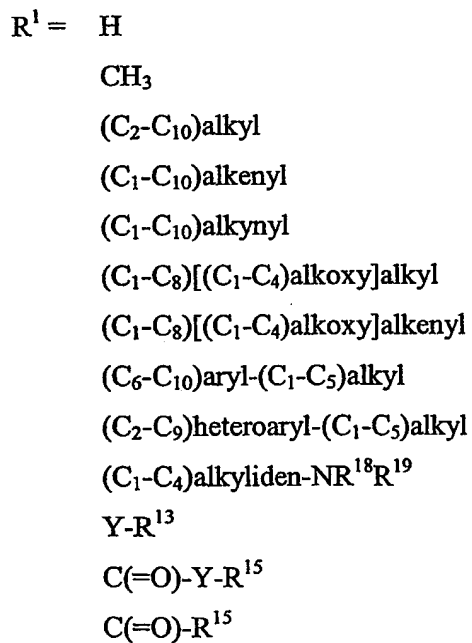 R¹ = H
CH₃
(C₂-C₁₀)alkyl
(C₁-C₁₀)alkenyl
(C₁-C₁₀)alkynyl
(C₁-C₈)[(C₁-C₄)alkoxy]alkyl
(C₁-C₈)[(C₁-C₄)alkoxy]alkenyl
(C₆-C₁₀)aryl-(C₁-C₅)alkyl
(C₂-C₉)heteroaryl-(C₁-C₅)alkyl
(C₁-C₄)alkyliden-NR¹⁸R¹⁹
Y-R¹³
C(=O)-Y-R¹⁵
C(=O)-R¹⁵